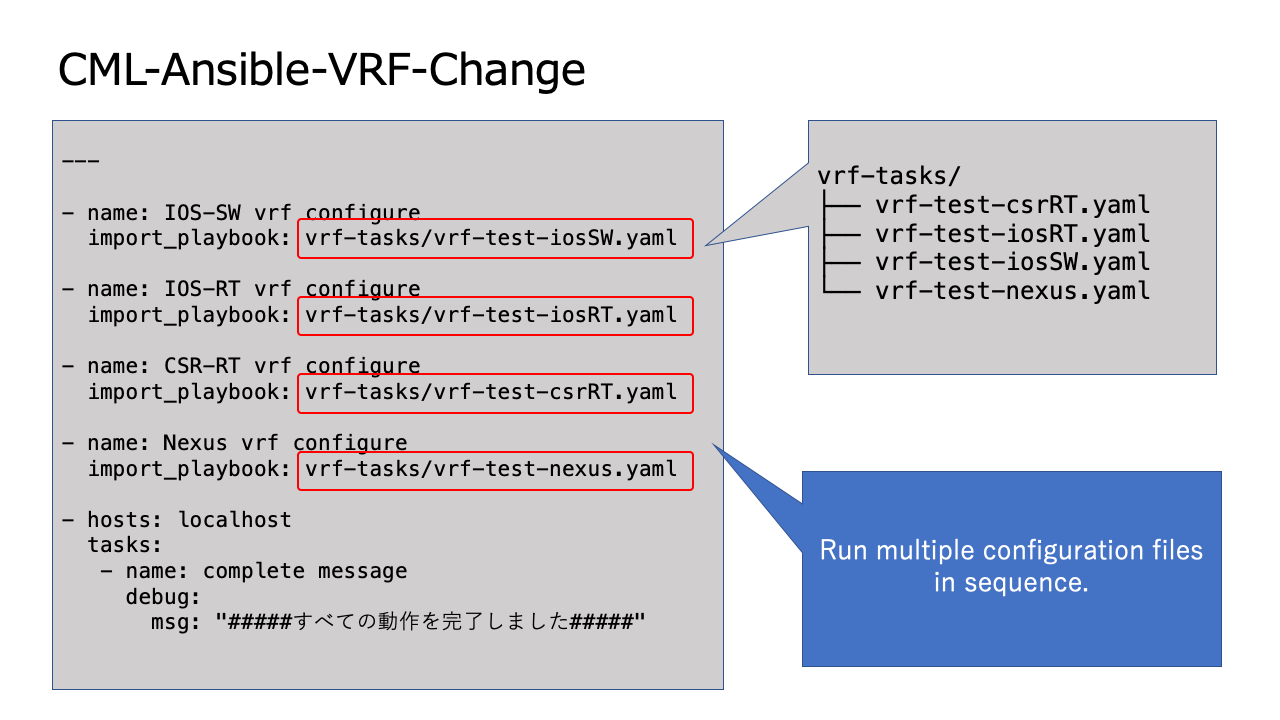 CML-Ansible-VRF-Change
---
- name: IOS-SW vrf configure
import_playbook: vrf-tasks/vrf-test-iosSW.yaml
- name: IOS-RT vrf configure
import_playbook: vrf-tasks/vrf-test-iosRT.yaml
- name: CSR-RT vrf configure
import_playbook: vrf-tasks/vrf-test-csrRT.yaml
- name: Nexus vrf configure
import_playbook: vrf-tasks/vrf-test-nexus.yaml
- hosts: localhost
tasks:
- name: complete message
debug:
msg: "#####すべての動作を完了しました#####"
vrf-tasks/
├── vrf-test-csrRT.yaml
├── vrf-test-iosRT.yaml
├── vrf-test-iosSW.yaml
└── vrf-test-nexus.yaml
Run multiple configuration files
in sequence.